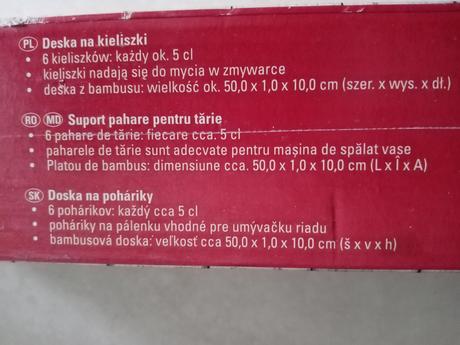 PL Deska na kieliszki
• 6 kieliszków: każdy ok. 5 cl
• kieliszki nadają się do mycia w zmywarce
• deska z bambusu: wielkość ok. 50,0 x 1,0 x 10,0 cm (szer. x wys. x dł.)
RO MD Suport pahare pentru tărie
• 6 pahare de tărie: fiecare cca. 5 cl
• paharele de tărie sunt adecvate pentru mașina de spălat vase
• Platou de bambus: dimensiune cca. 50,0 x 1,0 x 10,0 cm (L x Î x A)
SK Doska na poháriky
• 6 pohárikov: každý cca 5 cl
• poháriky na pálenku vhodné pre umývačku riadu
• bambusová doska: veľkosť cca 50,0 x 1,0 x 10,0 cm (š x v x h)